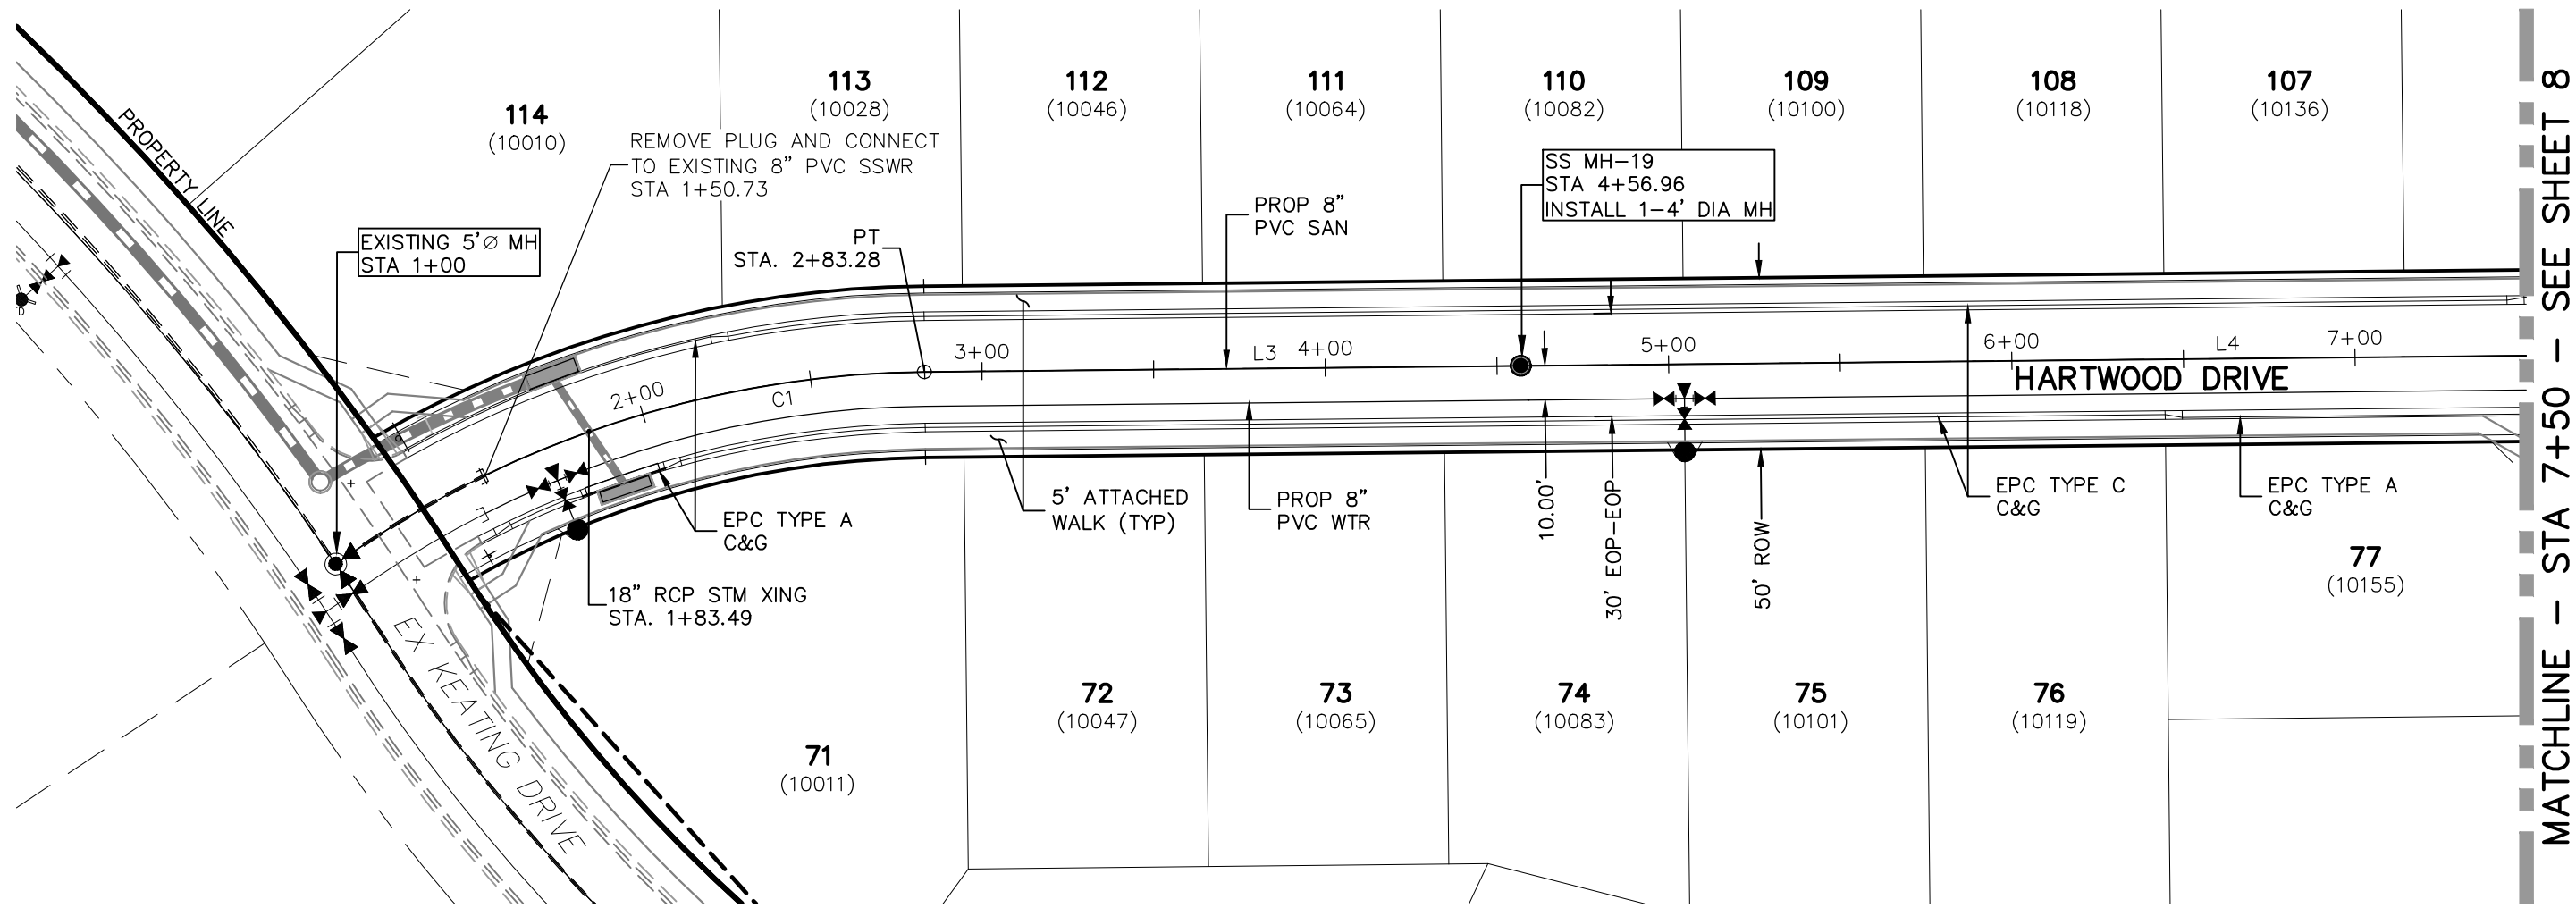 114
(10010)
113
(10028)
112
(10046)
111
(10064)
110
(10082)
109
(10100)
108
(10118)
107
(10136)
PROPERTY LINE
REMOVE PLUG AND CONNECT
TO EXISTING 8” PVC SSWR
STA 1+50.73
EXISTING 5'∅ MH
STA 1+00
PT
STA. 2+83.28
PROP 8”
PVC SAN
SS MH-19
STA 4+56.96
INSTALL 1-4' DIA MH
D
2+00
C1
3+00
L3
4+00
5+00
6+00
L4
7+00
HARTWOOD DRIVE
EPC TYPE A
C&G
18” RCP STM XING
STA. 1+83.49
5' ATTACHED
WALK (TYP)
PROP 8”
PVC WTR
10.00'
30' EOP-EOP
50' ROW
EPC TYPE C
C&G
EPC TYPE A
C&G
EX KEATING DRIVE
71
(10011)
72
(10047)
73
(10065)
74
(10083)
75
(10101)
76
(10119)
77
(10155)
MATCHLINE - STA 7+50 - SEE SHEET 8